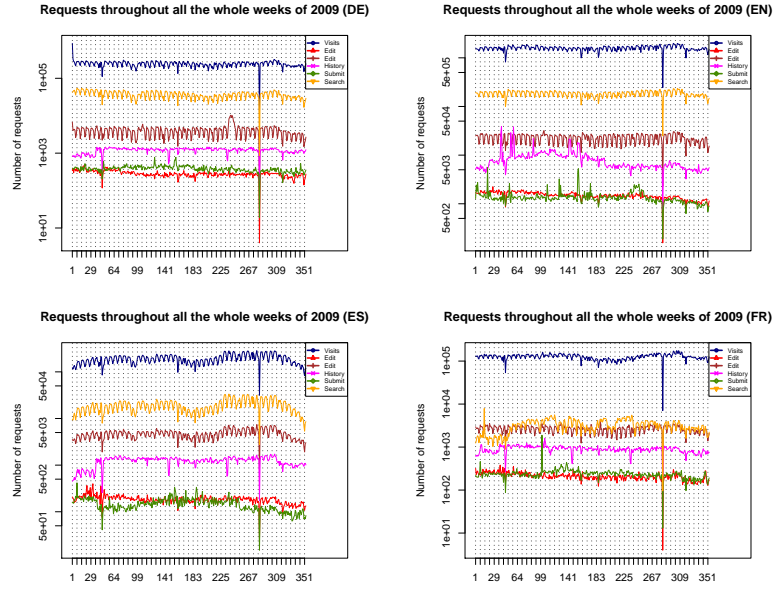 Requests throughout all the whole weeks of 2009 (DE)
Number of requests
1e+05
1e+03
1e+01
Visits
Edit
Edit
History
Submit
Search
1 29 64 99 141 183 225 267 309 351
Requests throughout all the whole weeks of 2009 (EN)
Number of requests
5e+05
5e+04
5e+03
5e+02
Visits
Edit
Edit
History
Submit
Search
1 29 64 99 141 183 225 267 309 351
Requests throughout all the whole weeks of 2009 (ES)
Number of requests
5e+04
5e+03
5e+02
5e+01
Visits
Edit
Edit
History
Submit
Search
1 29 64 99 141 183 225 267 309 351
Requests throughout all the whole weeks of 2009 (FR)
Number of requests
1e+05
1e+04
1e+03
1e+02
1e+01
Visits
Edit
Edit
History
Submit
Search
1 29 64 99 141 183 225 267 309 351